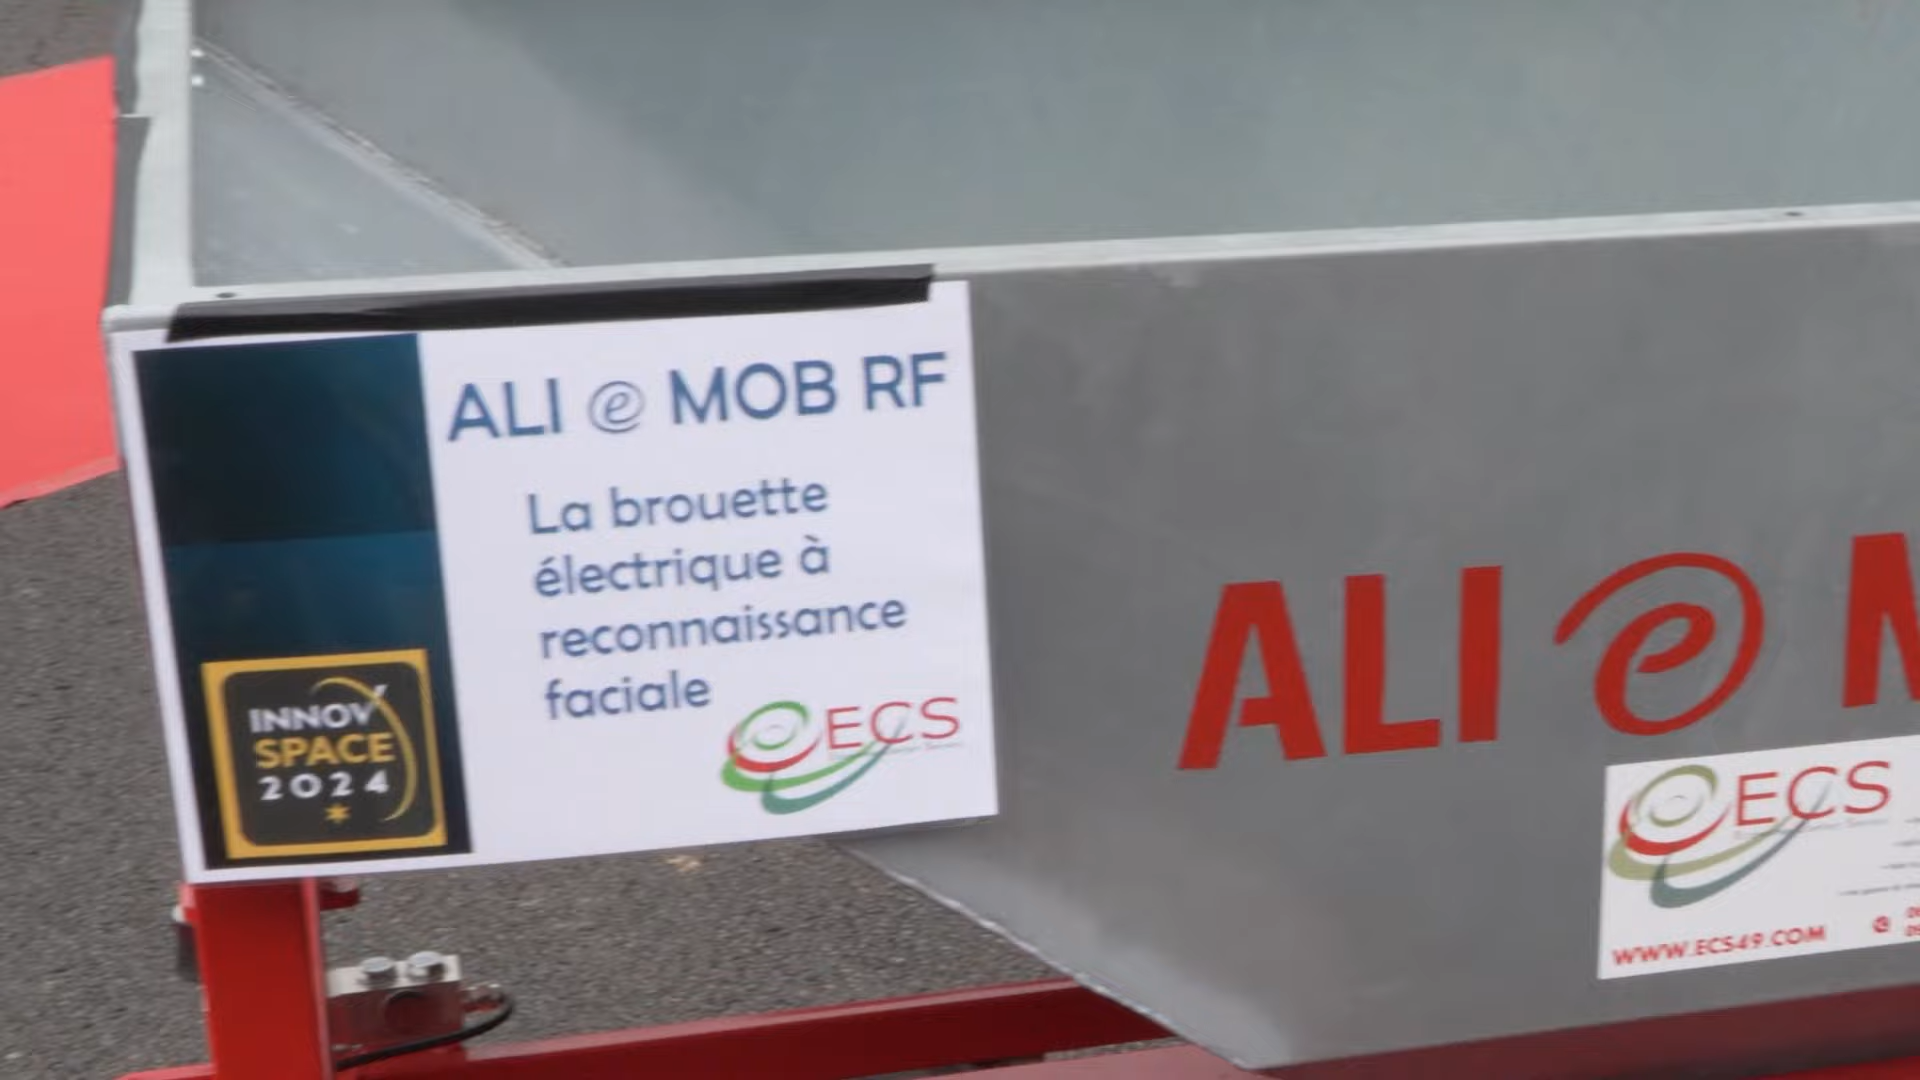 ALI e MOB RF
La brouette
électrique à
reconnaissance
faciale
INNOV'
SPACE
2024
ECS
ALI e M
ECS
WWW.ECS49.COM